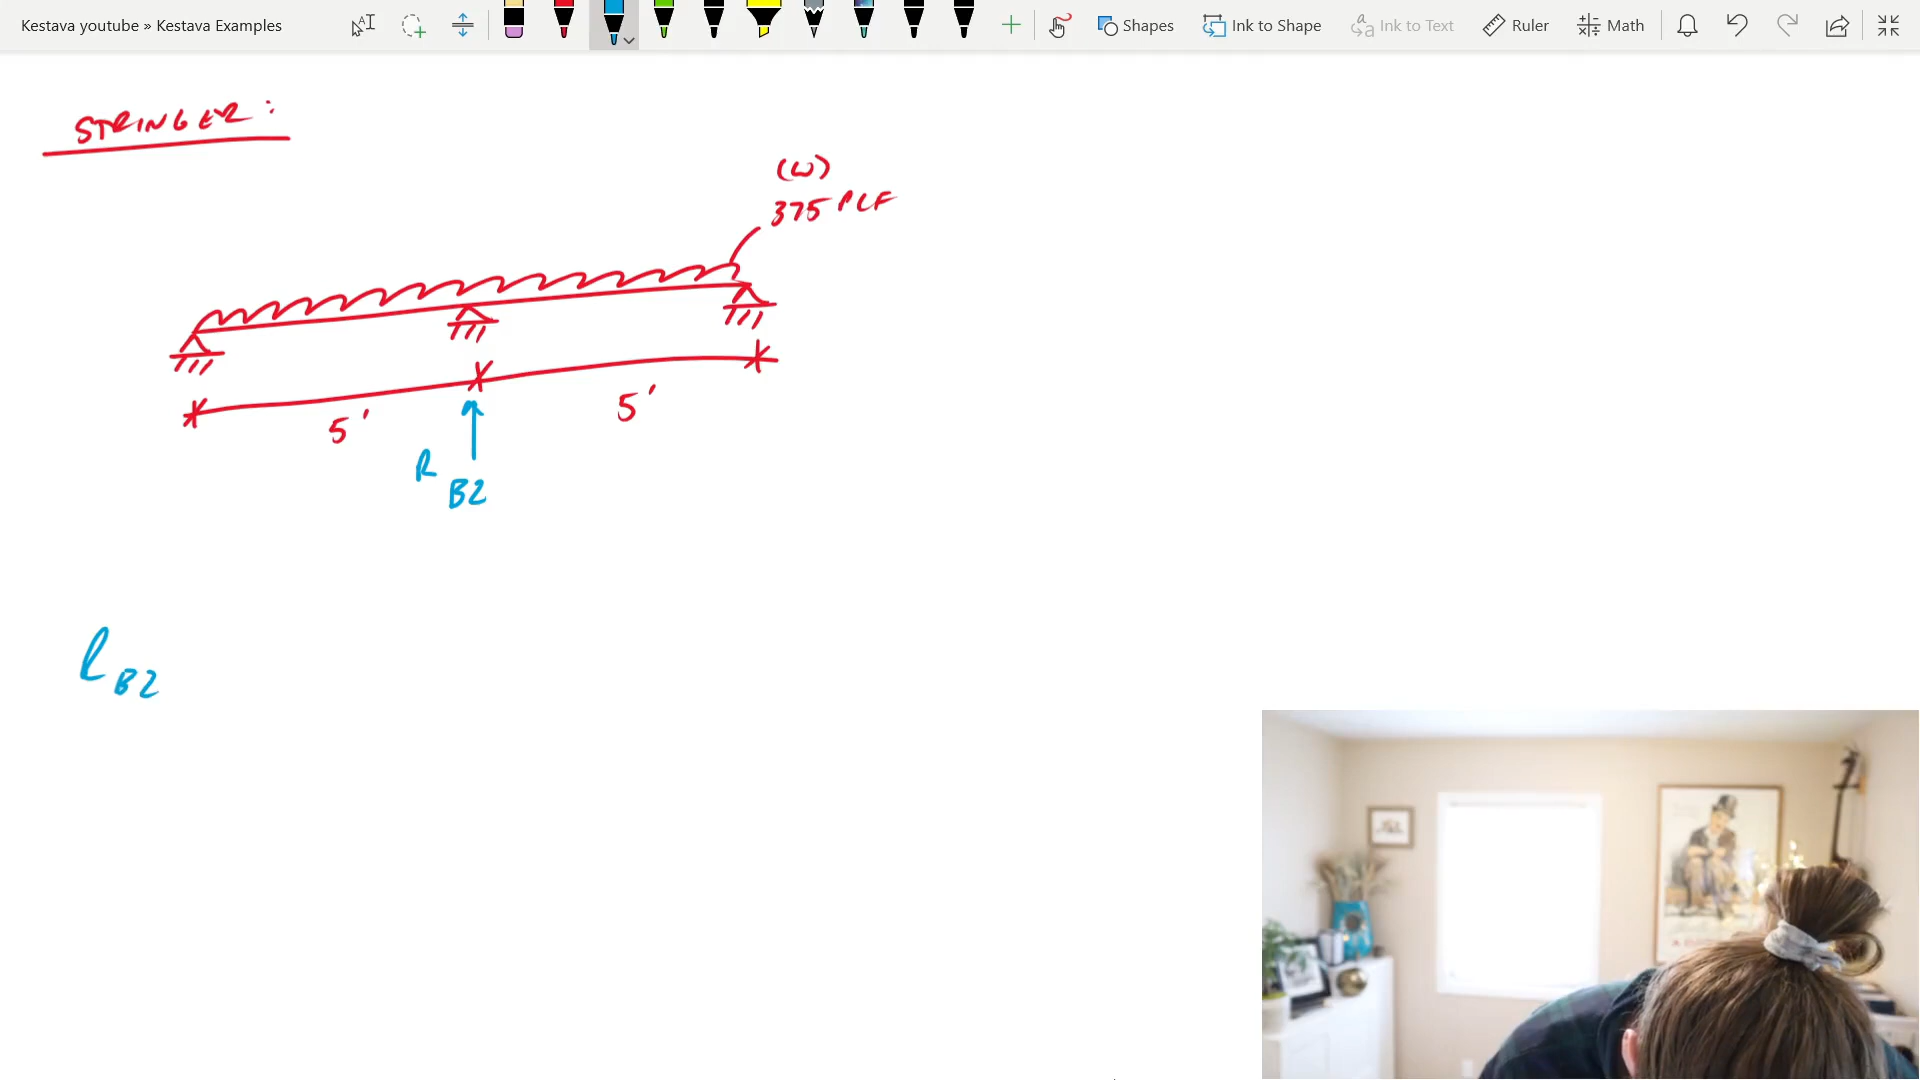 Kestava youtube » Kestava Examples
Shapes
Ink to Shape
Ink to Text
Ruler
Math
STRINGER:
(w)
375 PLF
5'
5'
R B2
R B2